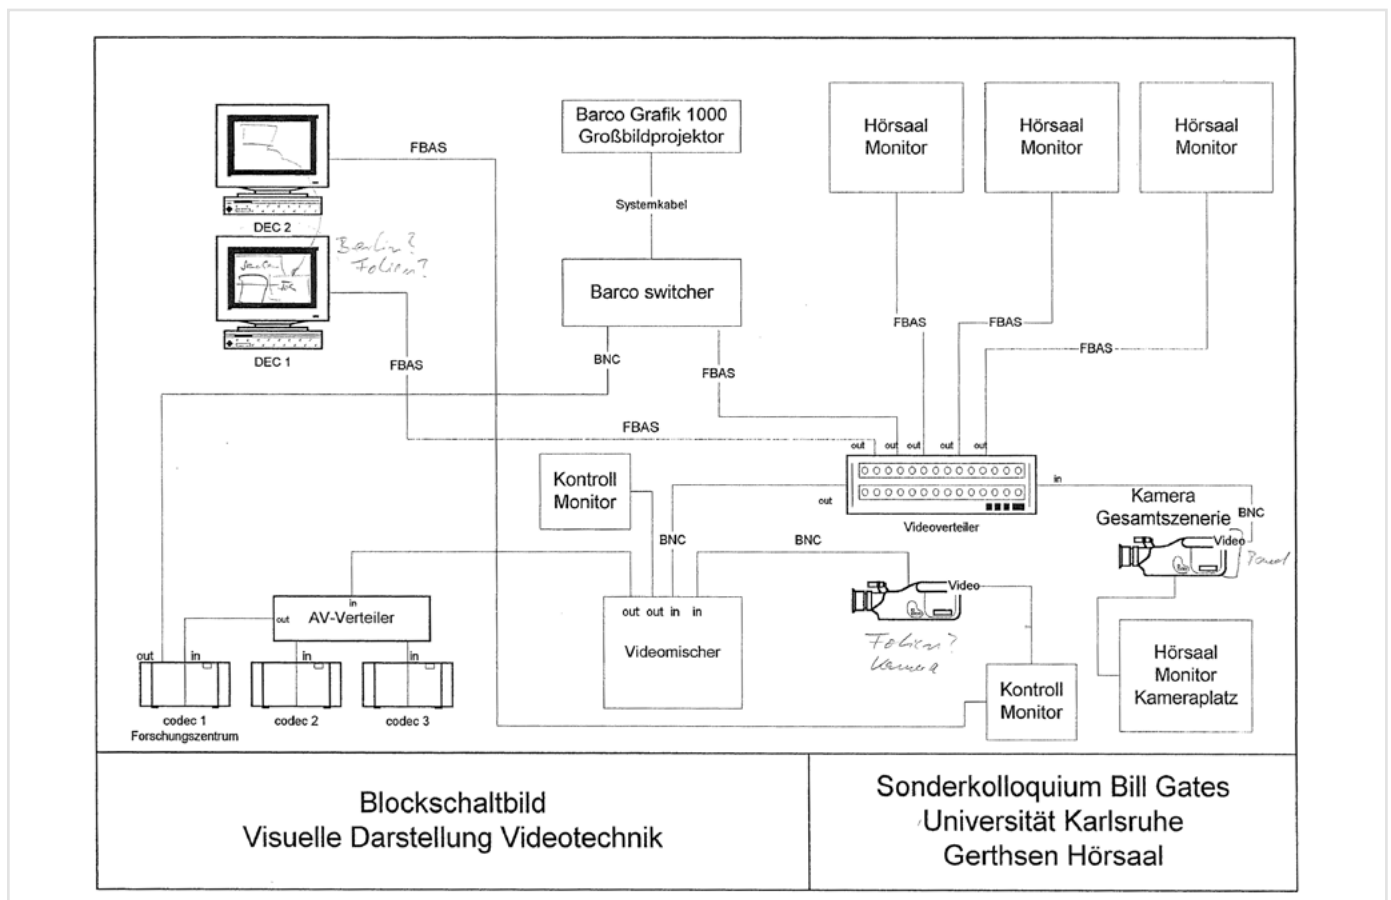 Barco Grafik 1000
Großbildprojektor
Hörsaal
Monitor
Hörsaal
Monitor
Hörsaal
Monitor
FBAS
Systemkabel
DEC 2
Berlin?
Folien?
Barco switcher
DEC 1
FBAS
BNC
FBAS
FBAS
FBAS
FBAS
FBAS
out
out
out
out
out
Kontroll
Monitor
out
in
Videoverteiler
Kamera
Gesamtszenerie
BNC
Video
BNC
BNC
Video
in
out
AV-Verteiler
out
out
in
in
Videomischer
Folien?
Kamera
Hörsaal
Monitor
Kameraplatz
Kontroll
Monitor
out
in
in
in
codec 1
codec 2
codec 3
Forschungszentrum
Blockschaltbild
Visuelle Darstellung Videotechnik
Sonderkolloquium Bill Gates
Universität Karlsruhe
Gerthsen Hörsaal